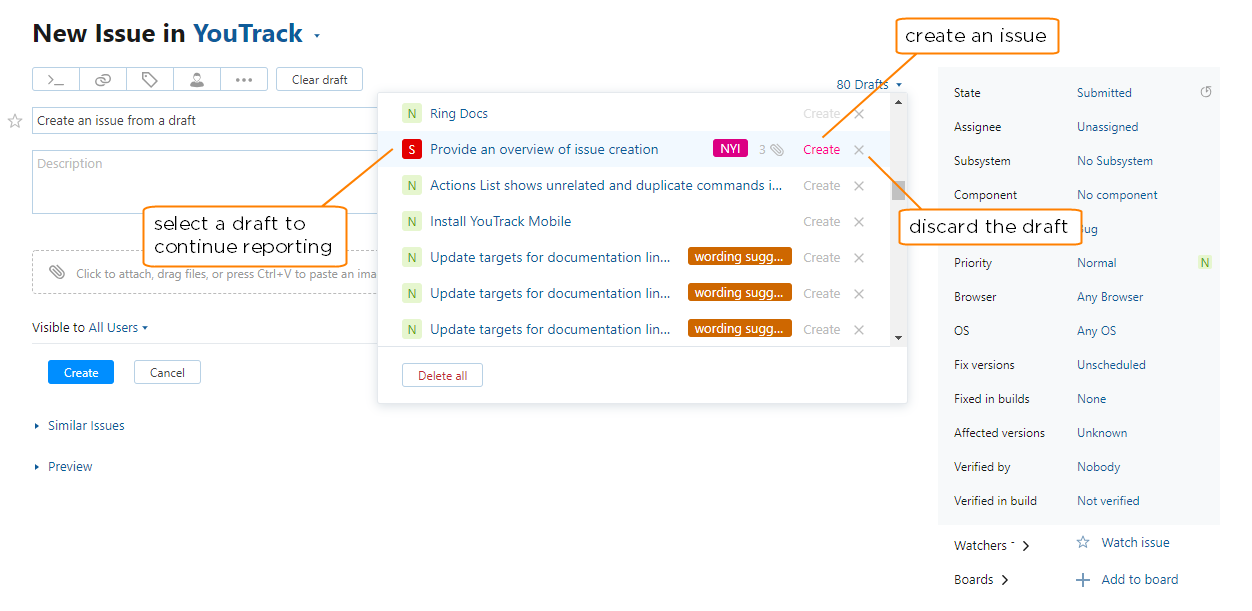 New Issue in YouTrack
create an issue
Clear draft
80 Drafts
Create an issue from a draft
Description
select a draft to
continue reporting
Click to attach, drag files, or press Ctrl+V to paste an ima
Visible to All Users
Create
Cancel
Similar Issues
Preview
N Ring Docs Create
S Provide an overview of issue creation NYI 3 Create
N Actions List shows unrelated and duplicate commands i... Create
N Install YouTrack Mobile Create
N Update targets for documentation lin... wording sugg... Create
N Update targets for documentation lin... wording sugg... Create
N Update targets for documentation lin... wording sugg... Create
Delete all
discard the draft
State Submitted
Assignee Unassigned
Subsystem No Subsystem
Component No component
ug
Priority Normal N
Browser Any Browser
OS Any OS
Fix versions Unscheduled
Fixed in builds None
Affected versions Unknown
Verified by Nobody
Verified in build Not verified
Watchers - Watch issue
Boards Add to board